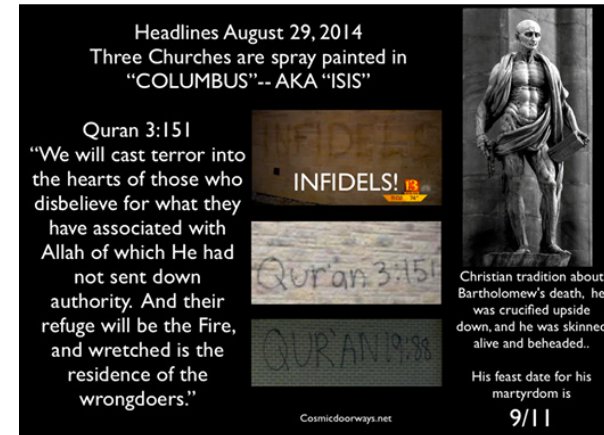 Headlines August 29, 2014
Three Churches are spray painted in
“COLUMBUS”-- AKA “ISIS”
Quran 3:151
“We will cast terror into
the hearts of those who
disbelieve for what they
have associated with
Allah of which He had
not sent down
authority. And their
refuge will be the Fire,
and wretched is the
residence of the
wrongdoers.”
INFIDELS
INFIDELS!
Qur'an 3:151
QUR'AN 19:88
Cosmicdoorways.net
Christian tradition about
Bartholomew's death, he
was crucified upside
down, and he was skinned
alive and beheaded..
His feast date for his
martyrdom is
9/11